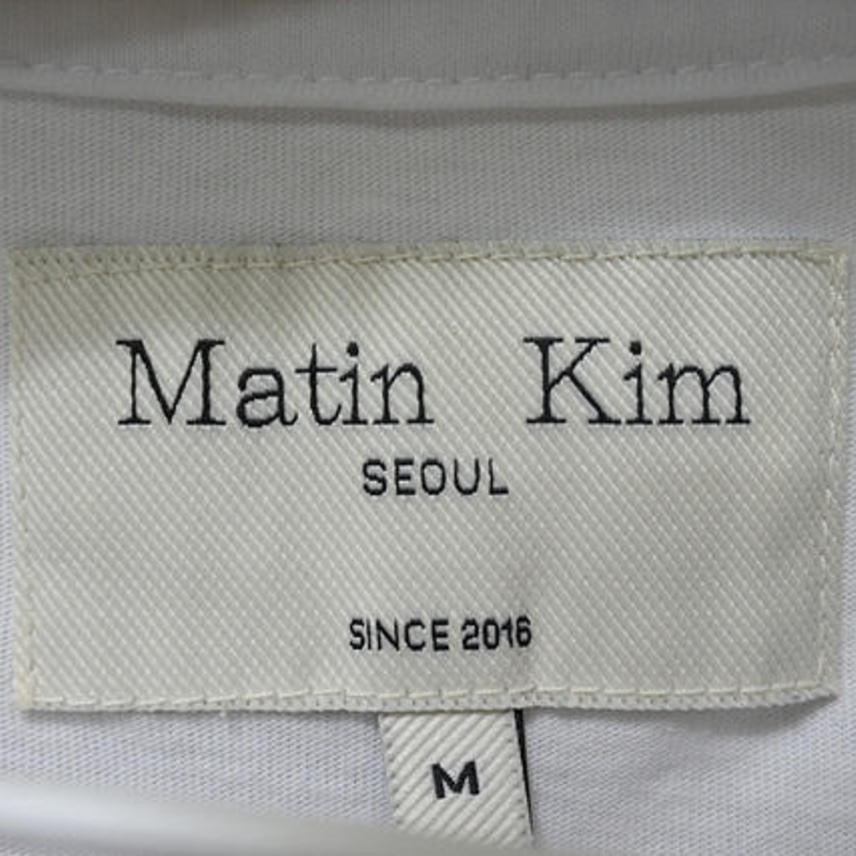 Matin Kim
SEOUL
SINCE 2016
M